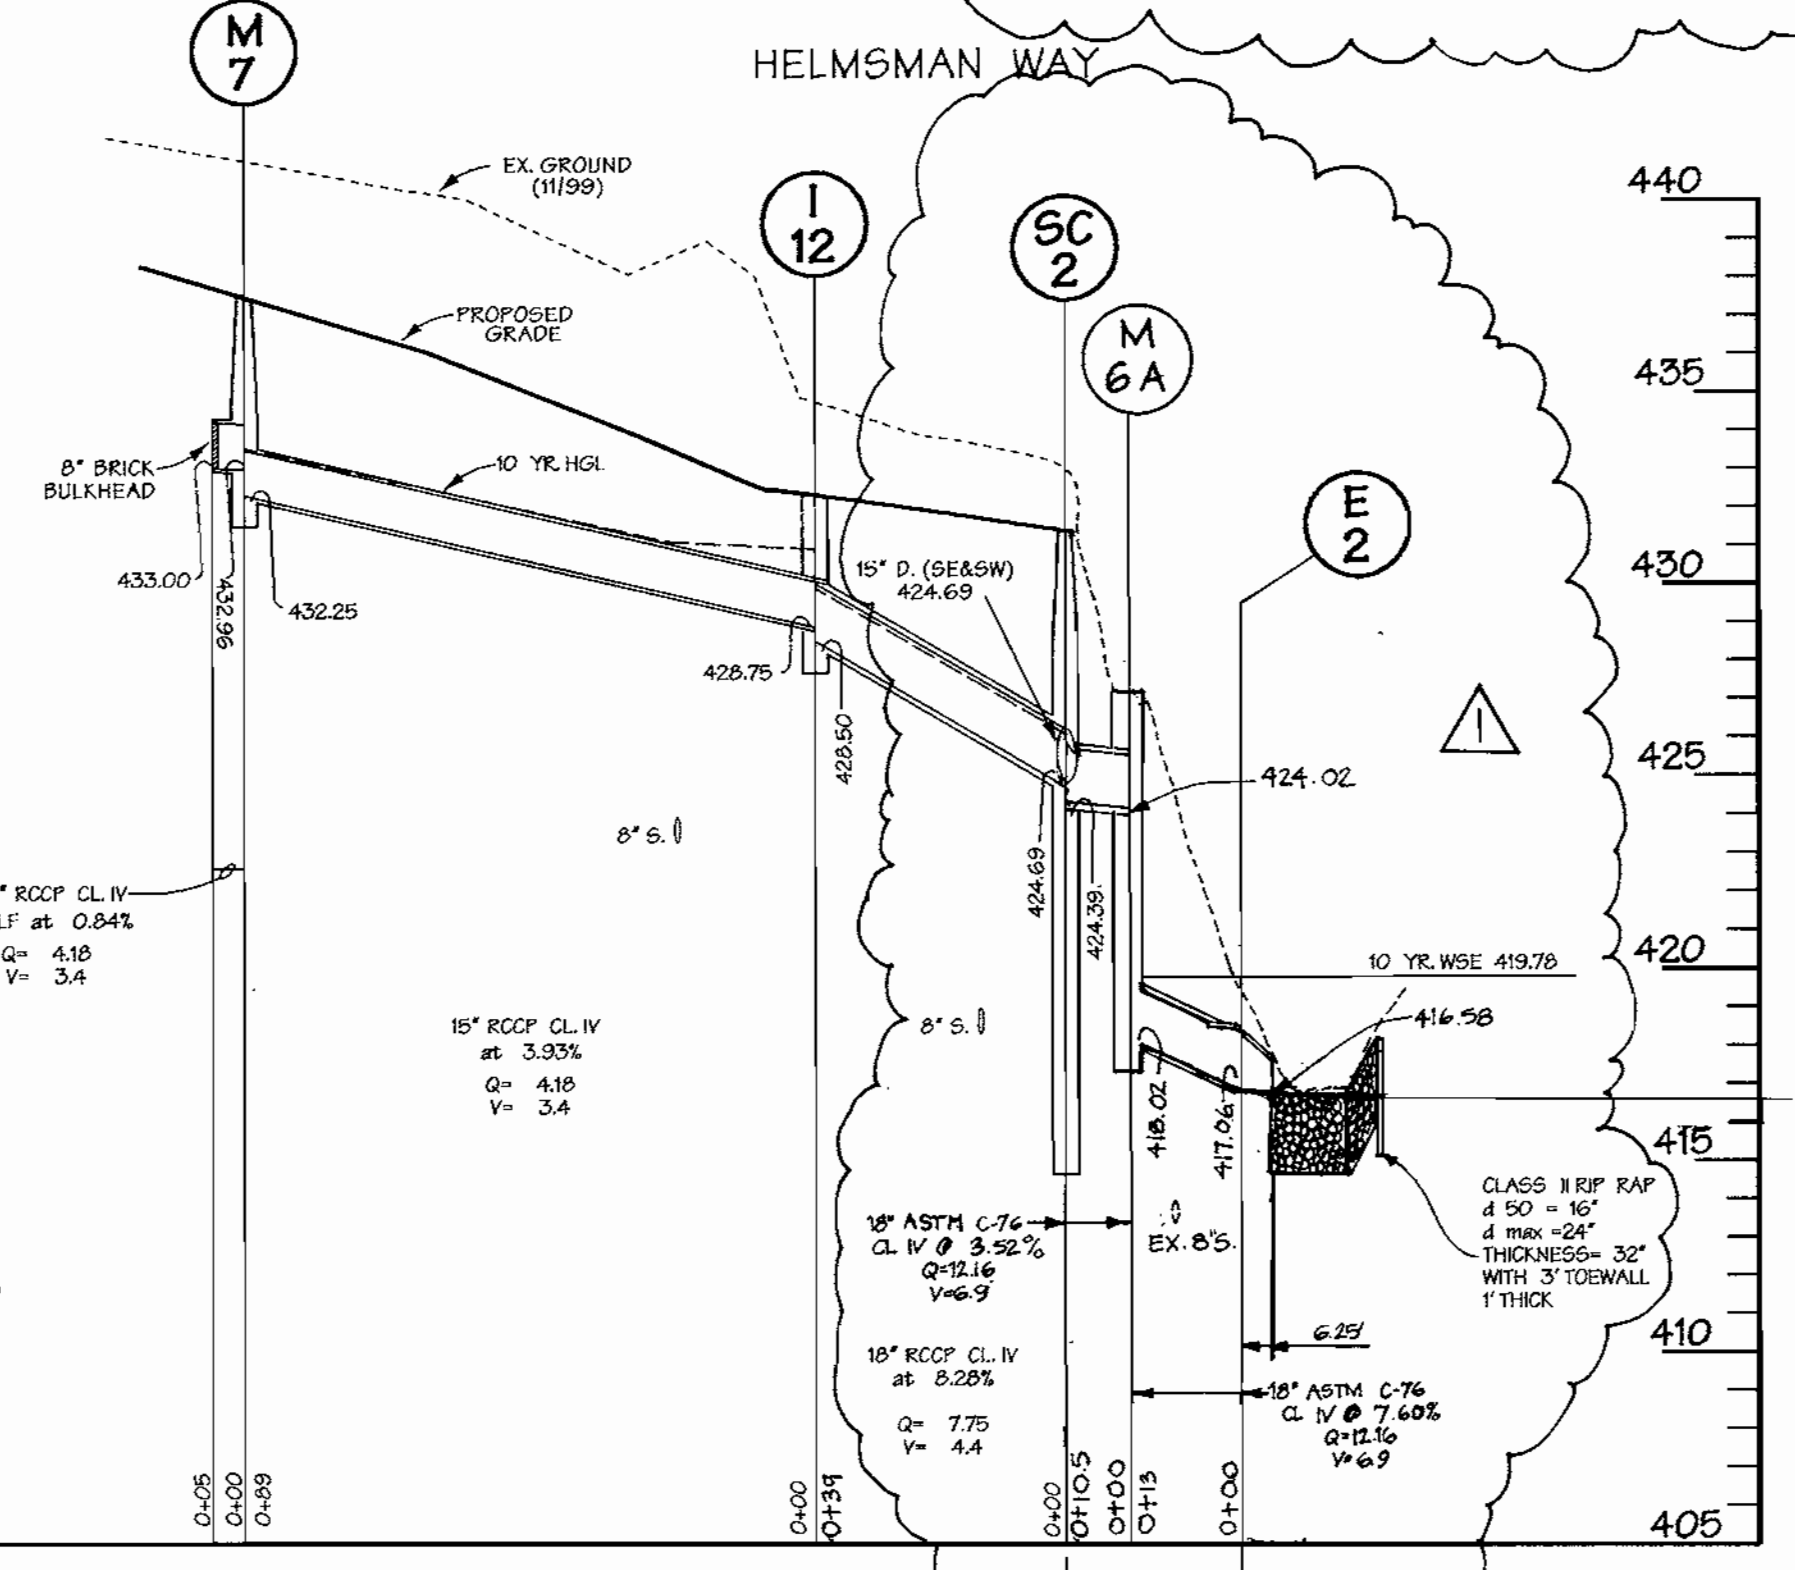 HELMSMAN WAY
M
7
I
12
SC
2
M
6A
E
2
EX. GROUND
(11/99)
PROPOSED
GRADE
10 YR. HGL
8" BRICK
BULKHEAD
433.00
432.96
432.25
428.75
428.50
15" D. (SE&SW)
424.69
424.69
424.39
424.02
8" S.
8" S.
" RCCP CL. IV
LF at 0.84%
Q= 4.18
V= 3.4
15" RCCP CL. IV
at 3.93%
Q= 4.18
V= 3.4
10 YR. WSE 419.78
416.58
418.02
417.06
18" ASTM C-76
CL IV @ 3.52%
Q=12.16
V=6.9
EX. 8"S.
18" RCCP CL. IV
at 8.28%
Q= 7.75
V= 4.4
CLASS II RIP RAP
d 50 = 16"
d max =24"
THICKNESS= 32"
WITH 3' TOEWALL
1' THICK
6.25'
18" ASTM C-76
CL IV @ 7.60%
Q=12.16
V=6.9
1
440
435
430
425
420
415
410
405
0+05
0+00
0+89
0+00
0+39
0+00
0+10.5
0+00
0+13
0+00